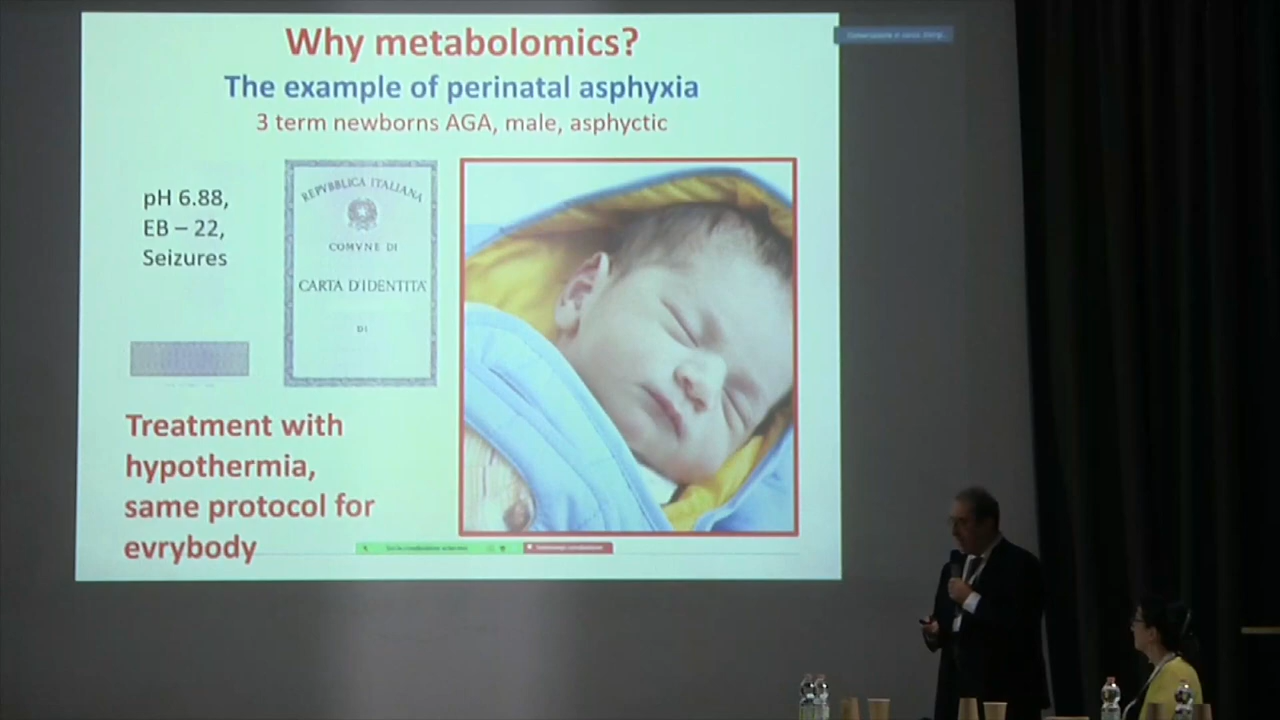 Why metabolomics?
The example of perinatal asphyxia
3 term newborns AGA, male, asphyctic
pH 6.88,
EB – 22,
Seizures
REPVBBLICA ITALIANA
COMVNE DI
CARTA D'IDENTITA'
DI
Treatment with
hypothermia,
same protocol for
evrybody